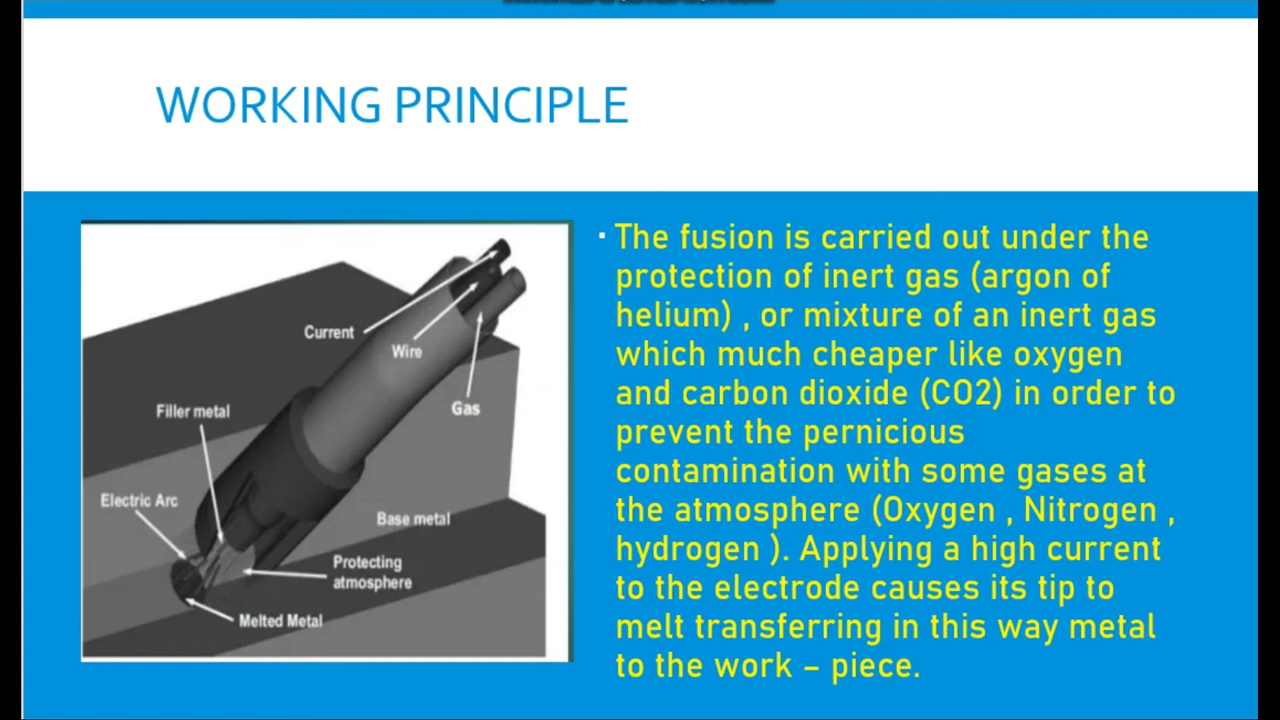 WORKING PRINCIPLE
The fusion is carried out under the
protection of inert gas (argon of
helium) , or mixture of an inert gas
which much cheaper like oxygen
and carbon dioxide (CO2) in order to
prevent the pernicious
contamination with some gases at
the atmosphere (Oxygen , Nitrogen ,
hydrogen ). Applying a high current
to the electrode causes its tip to
melt transferring in this way metal
to the work – piece.
Current
Wire
Gas
Filler metal
Electric Arc
Base metal
Protecting
atmosphere
Melted Metal